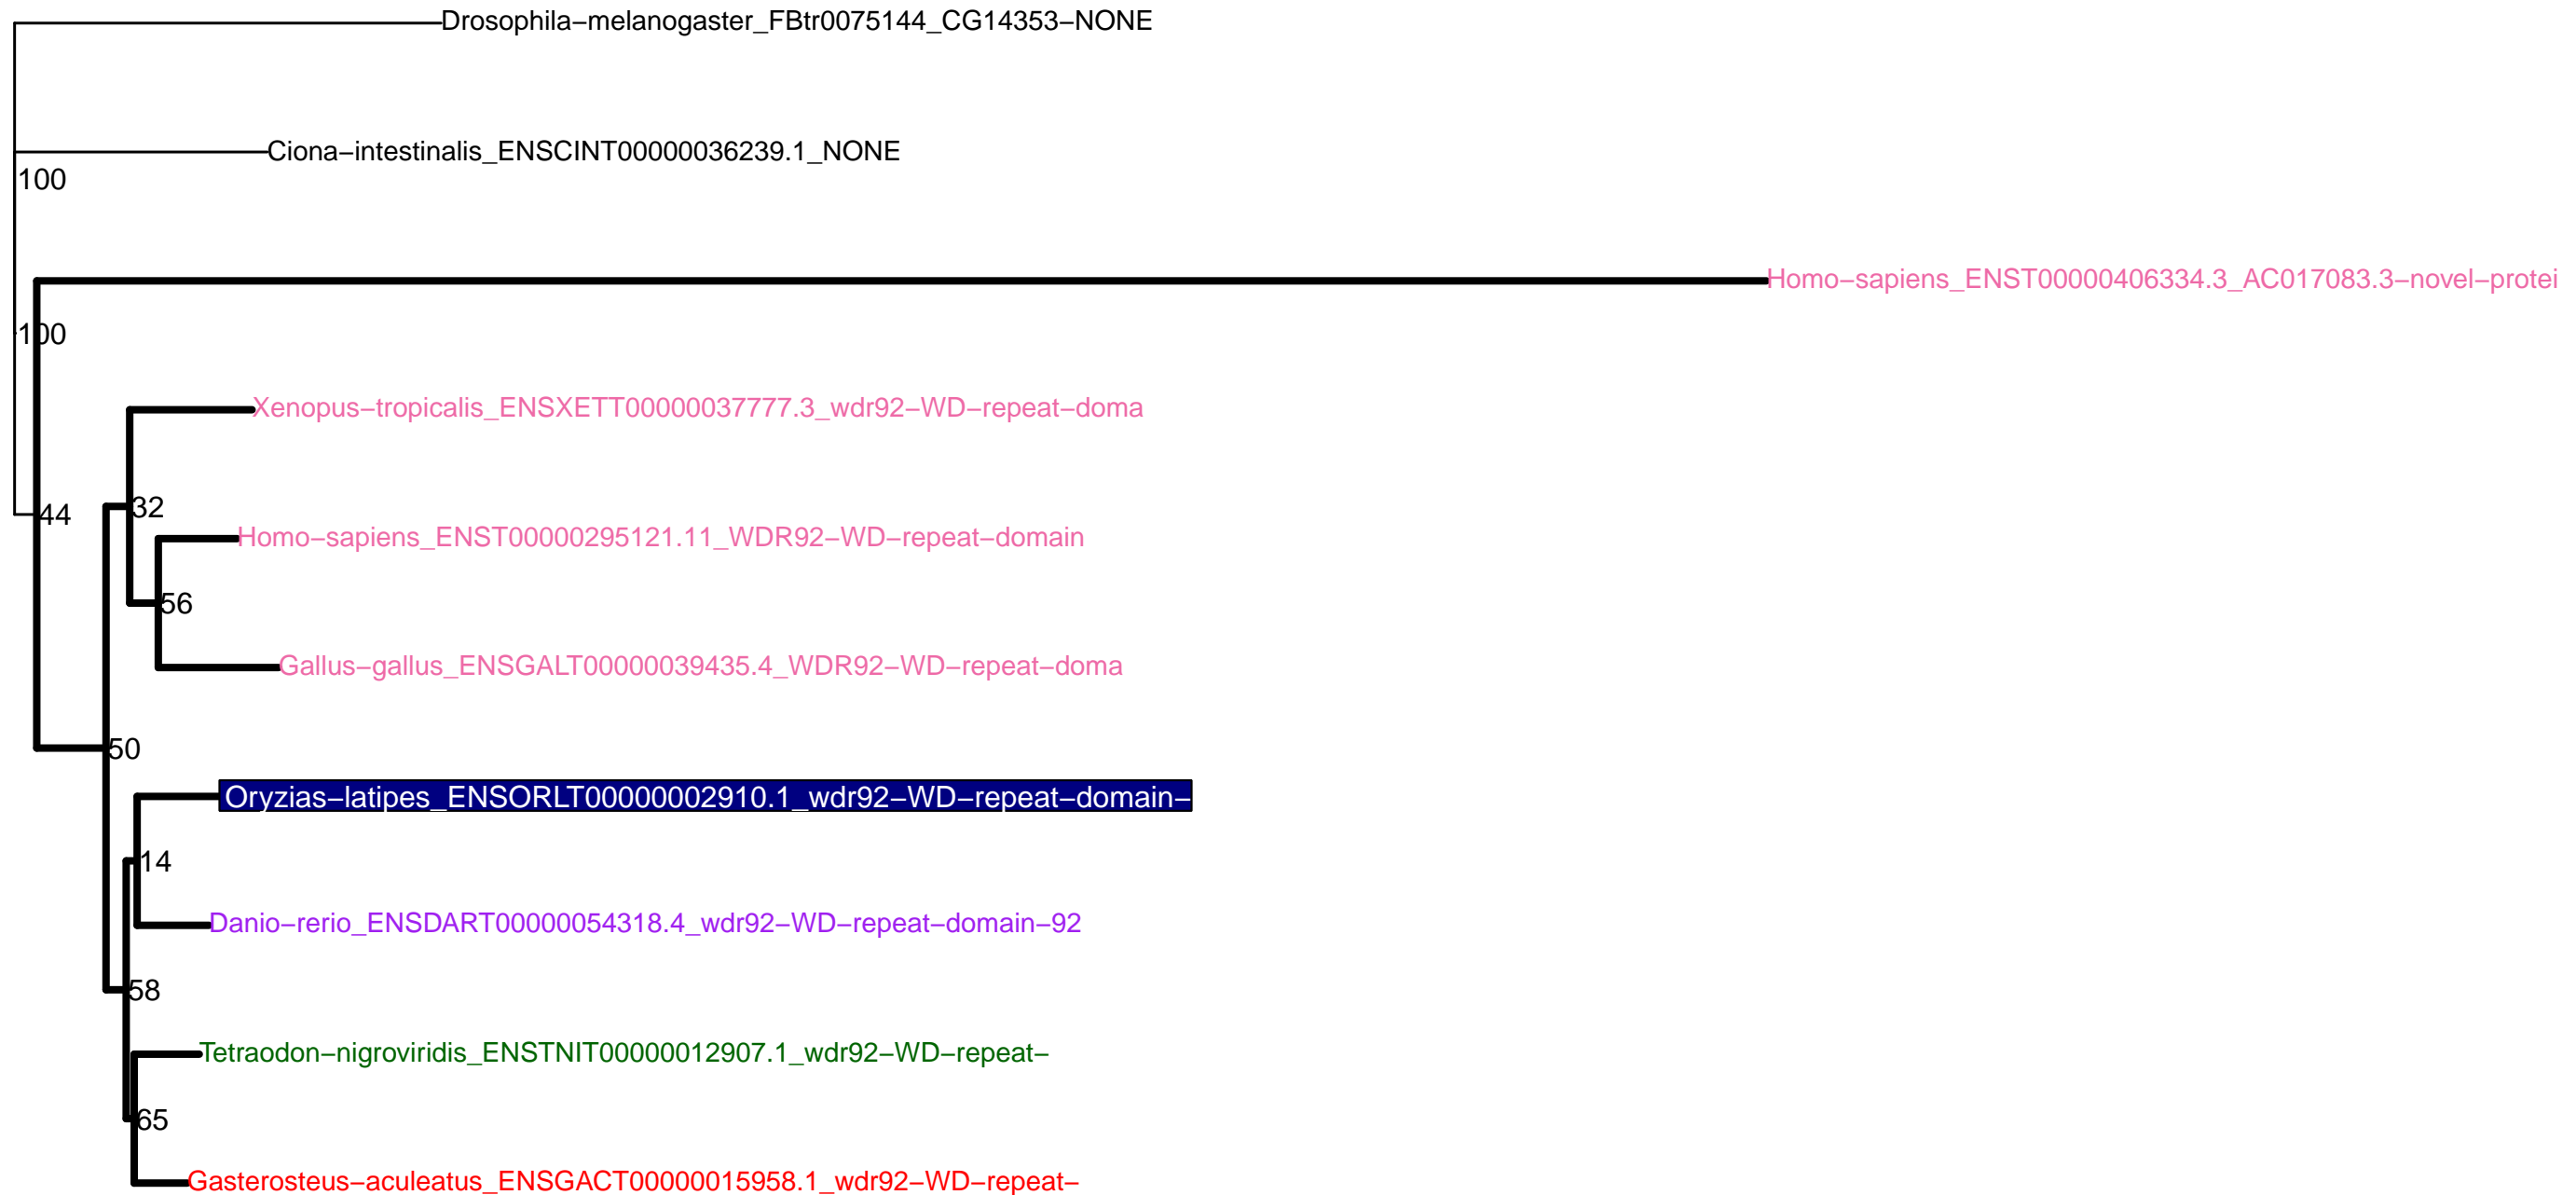 Drosophila−melanogaster_FBtr0075144_CG14353−NONE
Ciona−intestinalis_ENSCINT00000036239.1_NONE
100
Homo−sapiens_ENST00000406334.3_AC017083.3−novel−protei
100
Xenopus−tropicalis_ENSXETT00000037777.3_wdr92−WD−repeat−doma
32
44
Homo−sapiens_ENST00000295121.11_WDR92−WD−repeat−domain
56
Gallus−gallus_ENSGALT00000039435.4_WDR92−WD−repeat−doma
50
Oryzias−latipes_ENSORLT00000002910.1_wdr92−WD−repeat−domain−
14
Danio−rerio_ENSDART00000054318.4_wdr92−WD−repeat−domain−92
58
Tetraodon−nigroviridis_ENSTNIT00000012907.1_wdr92−WD−repeat−
65
Gasterosteus−aculeatus_ENSGACT00000015958.1_wdr92−WD−repeat−